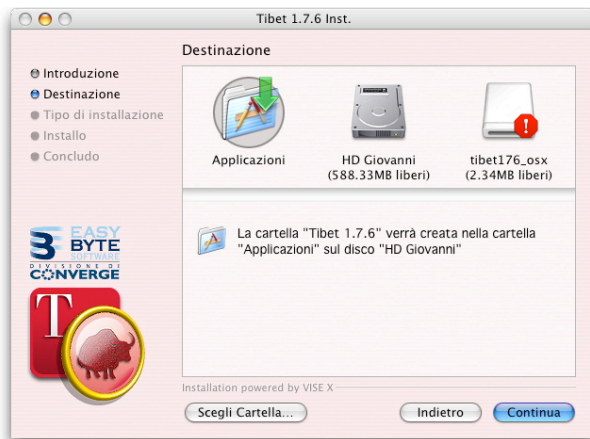 Tibet 1.7.6 Inst.
Destinazione
Introduzione
Destinazione
Tipo di installazione
Installo
Concludo
Applicazioni
HD Giovanni
(588.33MB liberi)
tibet176_osx
(2.34MB liberi)
La cartella "Tibet 1.7.6" verrà creata nella cartella
"Applicazioni" sul disco "HD Giovanni"
EASY
BYTE
SOFTWARE
DIVISIONE DI
CONVERGE
T
Installation powered by VISE X
Scegli Cartella...
Indietro
Continua